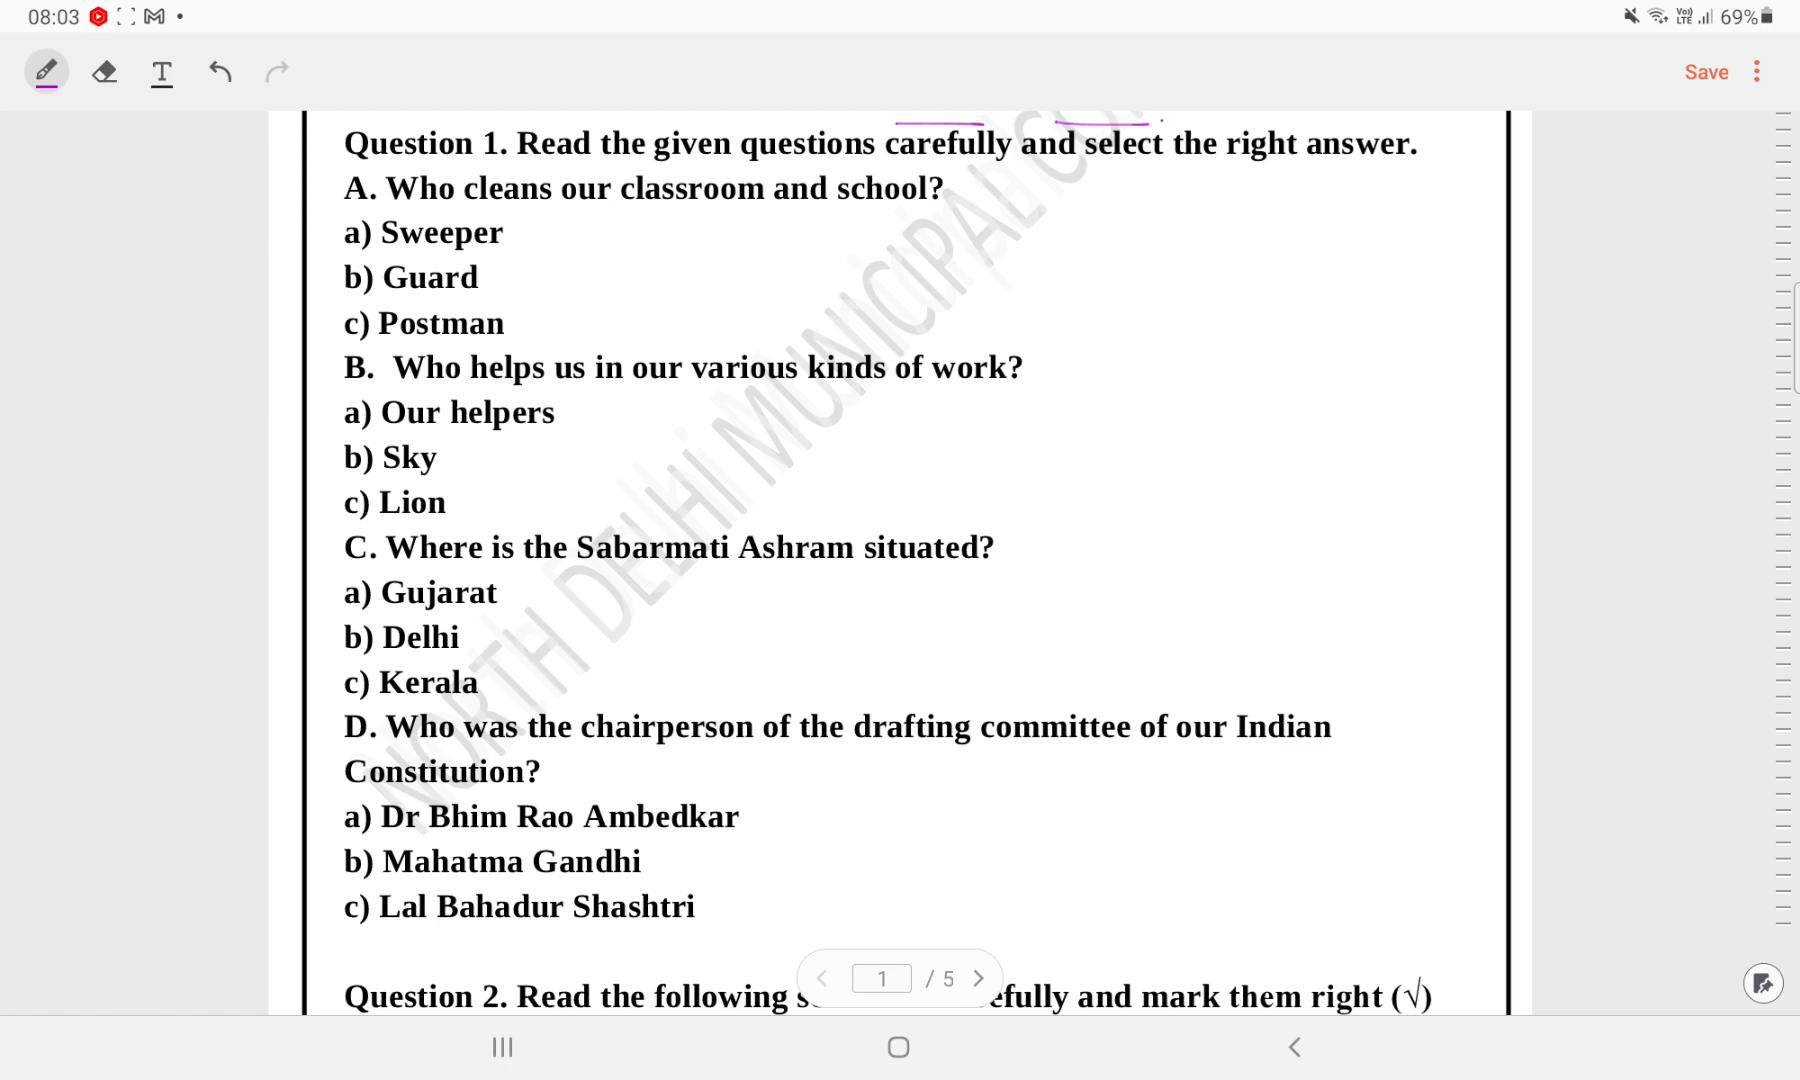 08:03
69%
Save
Question 1. Read the given questions carefully and select the right answer.
A. Who cleans our classroom and school?
a) Sweeper
b) Guard
c) Postman
B. Who helps us in our various kinds of work?
a) Our helpers
b) Sky
c) Lion
C. Where is the Sabarmati Ashram situated?
a) Gujarat
b) Delhi
c) Kerala
D. Who was the chairperson of the drafting committee of our Indian
Constitution?
a) Dr Bhim Rao Ambedkar
b) Mahatma Gandhi
c) Lal Bahadur Shashtri
1 / 5
Question 2. Read the following and mark them right (√)
NORTH DELHI MUNICIPAL